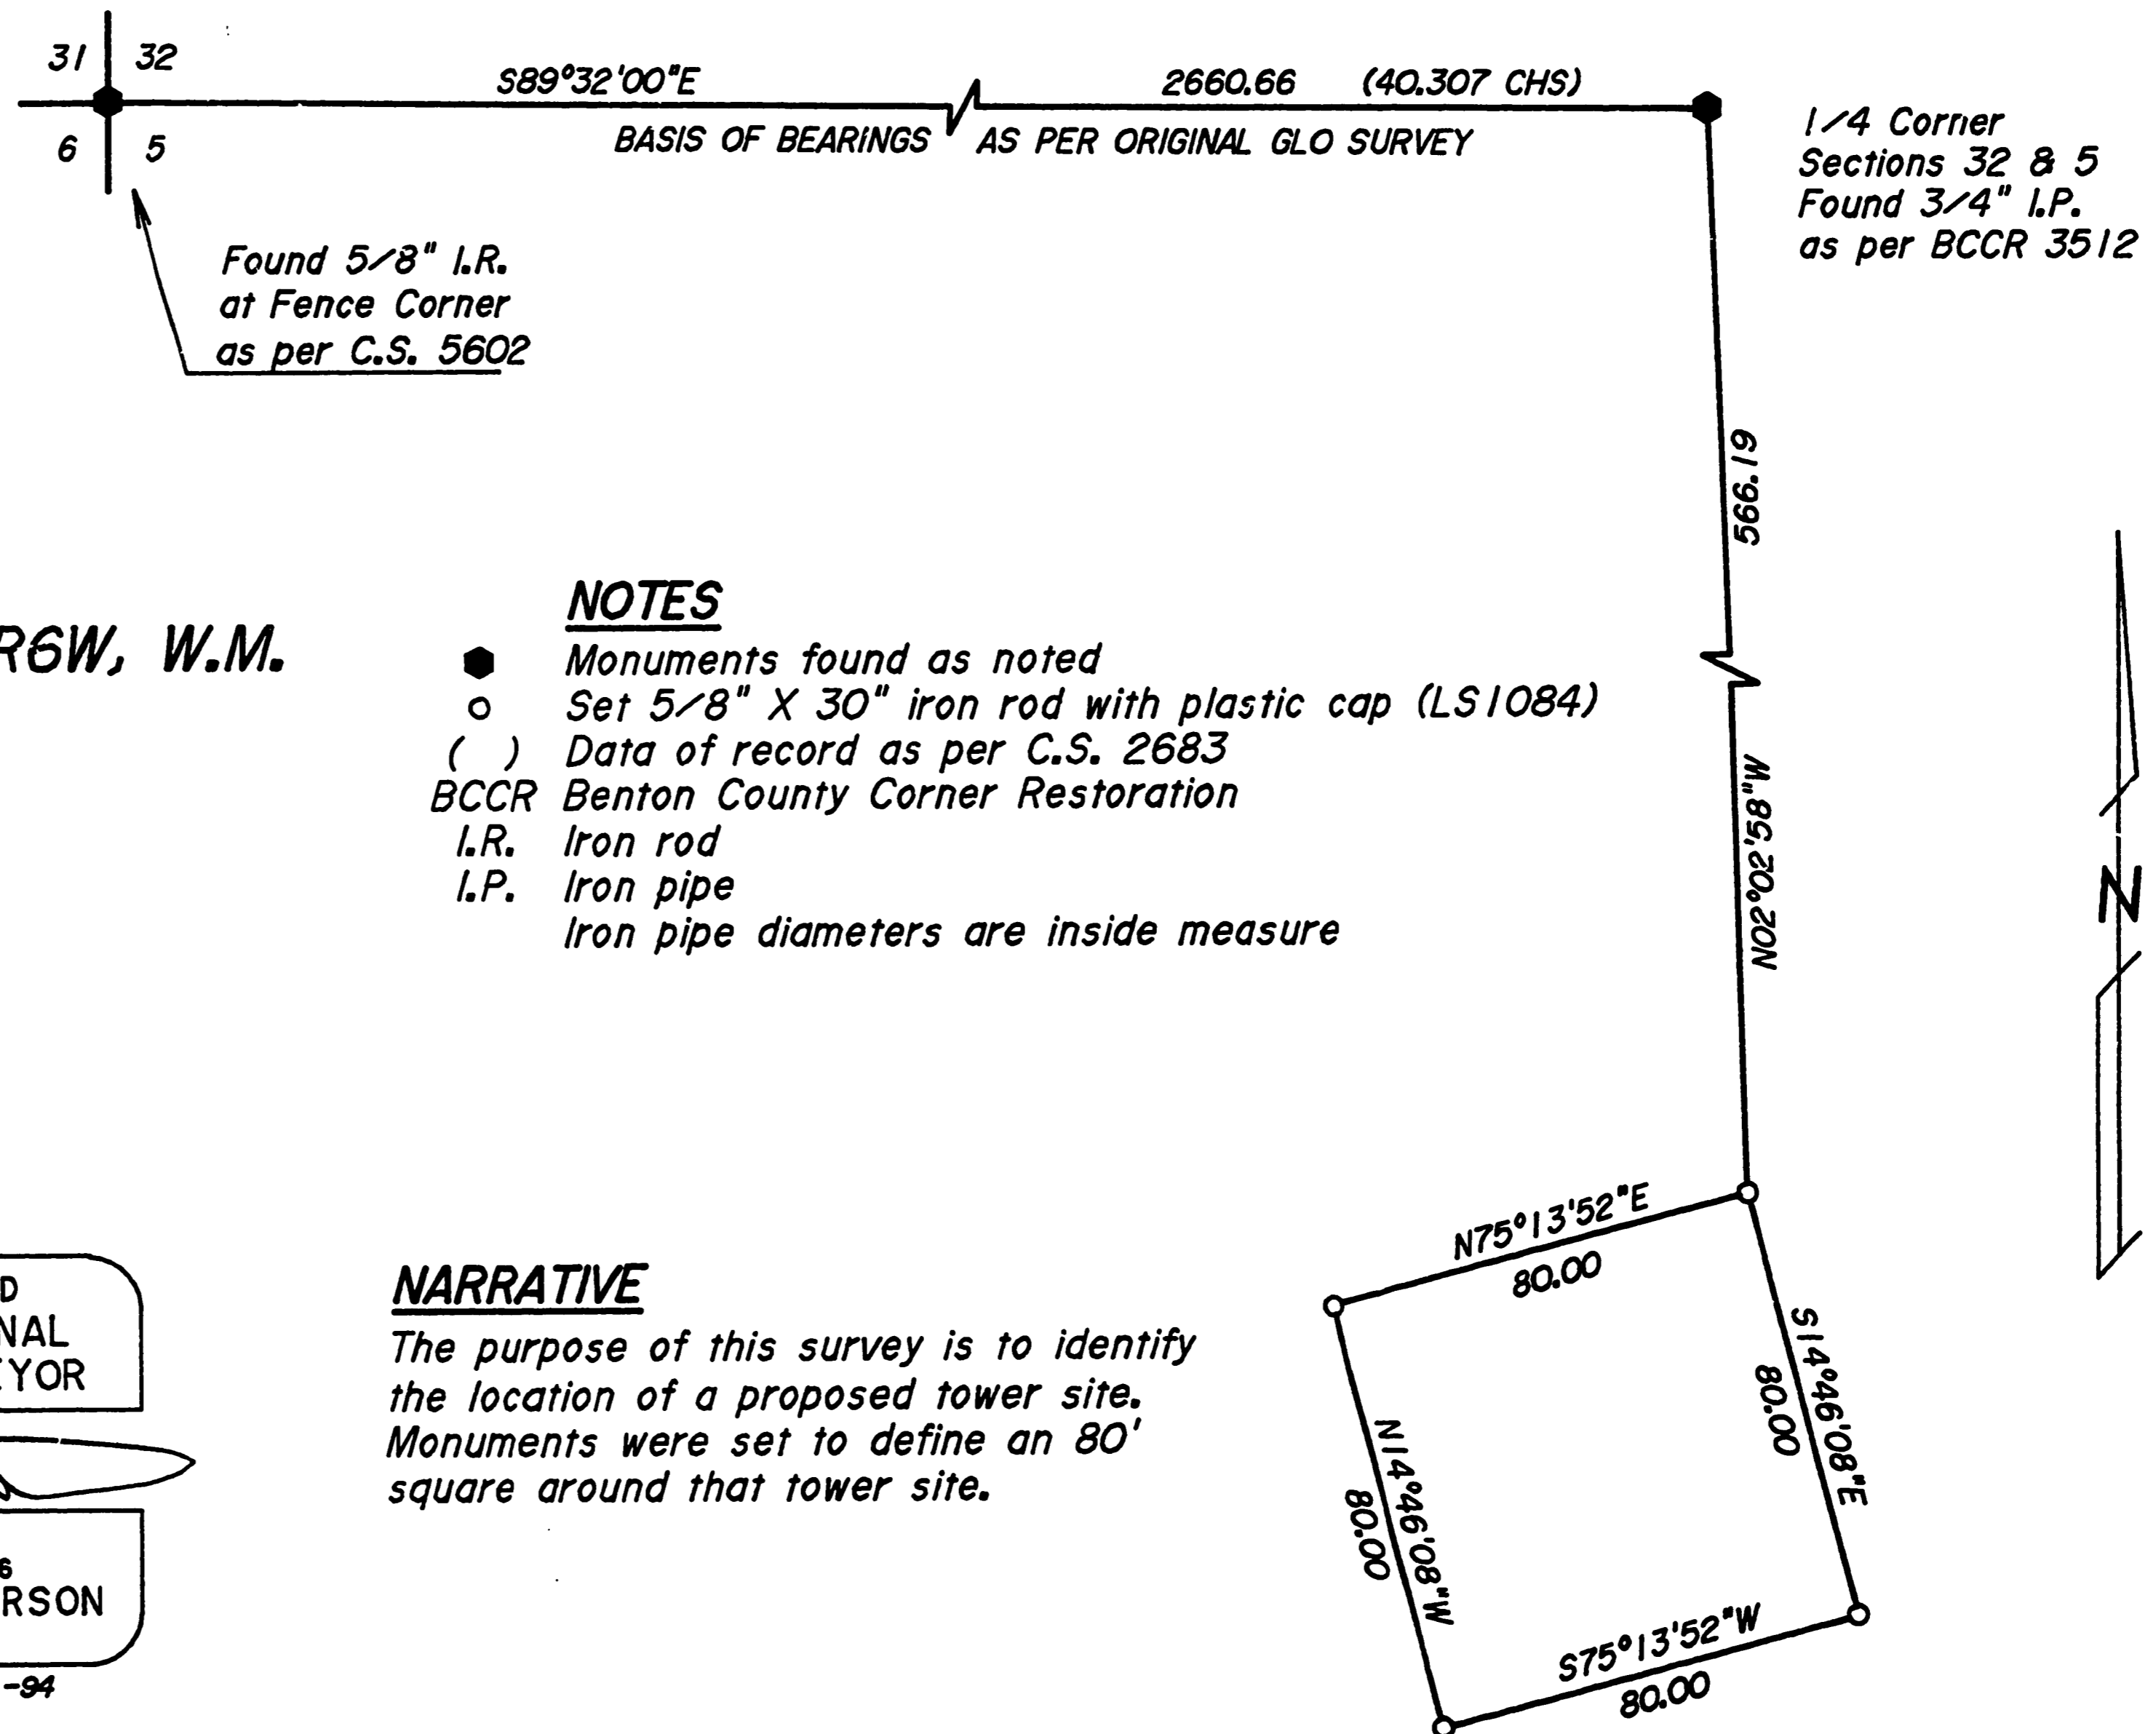 31 32
6 5
S89°32'00"E 2660.66 (40.307 CHS)
BASIS OF BEARINGS AS PER ORIGINAL GLO SURVEY
1/4 Corner
Sections 32 & 5
Found 3/4" I.P.
as per BCCR 3512
Found 5/8" I.R.
at Fence Corner
as per C.S. 5602
566.19
N02°02'58"W
R6W, W.M.
NOTES
Monuments found as noted
Set 5/8" X 30" iron rod with plastic cap (LS1084)
( ) Data of record as per C.S. 2683
BCCR Benton County Corner Restoration
I.R. Iron rod
I.P. Iron pipe
Iron pipe diameters are inside measure
N
N75°13'52"E
80.00
S14°46'08"E
80.00
N14°46'08"W
80.00
S75°13'52"W
80.00
NARRATIVE
The purpose of this survey is to identify
the location of a proposed tower site.
Monuments were set to define an 80'
square around that tower site.
D
NAL
EYOR
6
RSON
-94